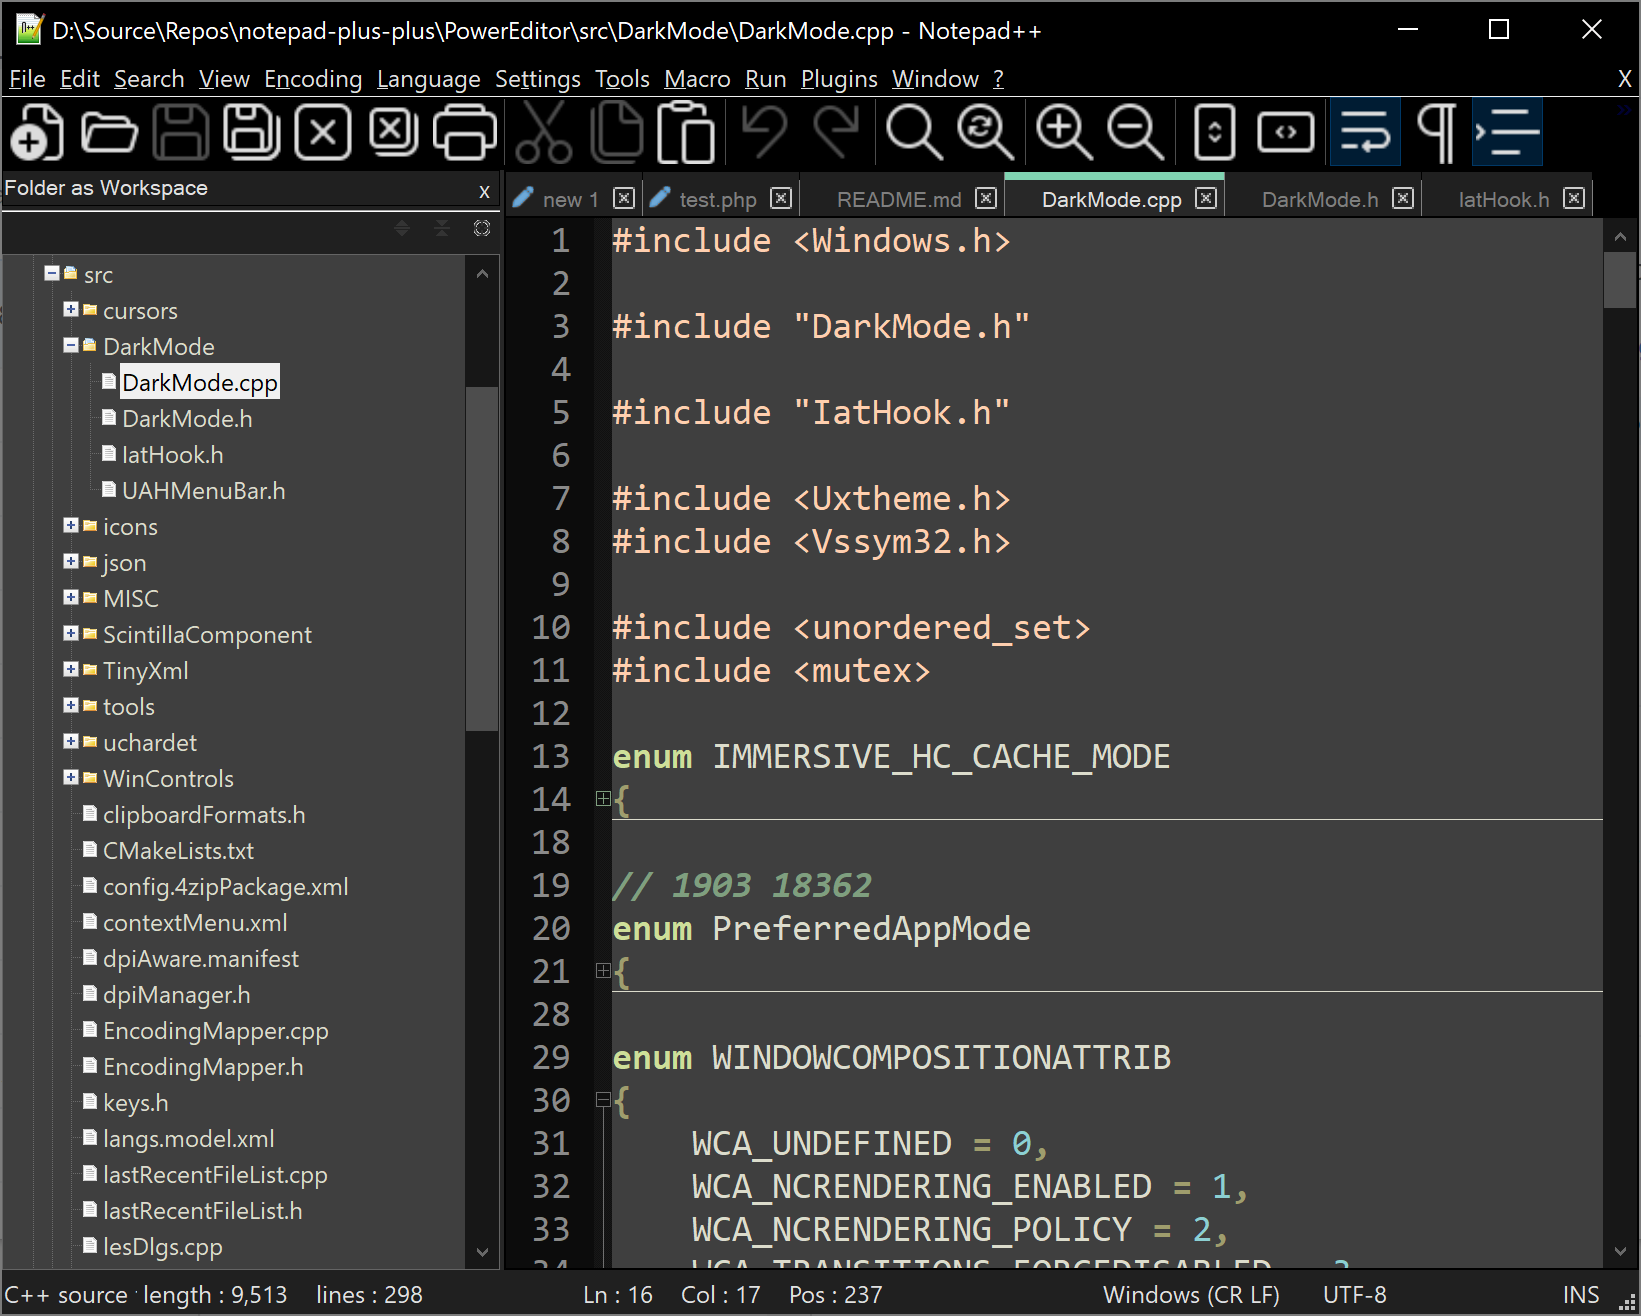 D:\Source\Repos\notepad-plus-plus\PowerEditor\src\DarkMode\DarkMode.cpp - Notepad++
File Edit Search View Encoding Language Settings Tools Macro Run Plugins Window ? X
Folder as Workspace x
new 1 test.php README.md DarkMode.cpp DarkMode.h IatHook.h
src
cursors
DarkMode
DarkMode.cpp
DarkMode.h
IatHook.h
UAHMenuBar.h
icons
json
MISC
ScintillaComponent
TinyXml
tools
uchardet
WinControls
clipboardFormats.h
CMakeLists.txt
config.4zipPackage.xml
contextMenu.xml
dpiAware.manifest
dpiManager.h
EncodingMapper.cpp
EncodingMapper.h
keys.h
langs.model.xml
lastRecentFileList.cpp
lastRecentFileList.h
lesDlgs.cpp
1 #include <Windows.h>
2
3 #include "DarkMode.h"
4
5 #include "IatHook.h"
6
7 #include <Uxtheme.h>
8 #include <Vssym32.h>
9
10 #include <unordered_set>
11 #include <mutex>
12
13 enum IMMERSIVE_HC_CACHE_MODE
14 {
18
19 // 1903 18362
20 enum PreferredAppMode
21 {
28
29 enum WINDOWCOMPOSITIONATTRIB
30 {
31 WCA_UNDEFINED = 0,
32 WCA_NCRENDERING_ENABLED = 1,
33 WCA_NCRENDERING_POLICY = 2,
34 WCA_TRANSITIONS_FORCEDISABLED = 3
C++ source length : 9,513 lines : 298 Ln : 16 Col : 17 Pos : 237 Windows (CR LF) UTF-8 INS